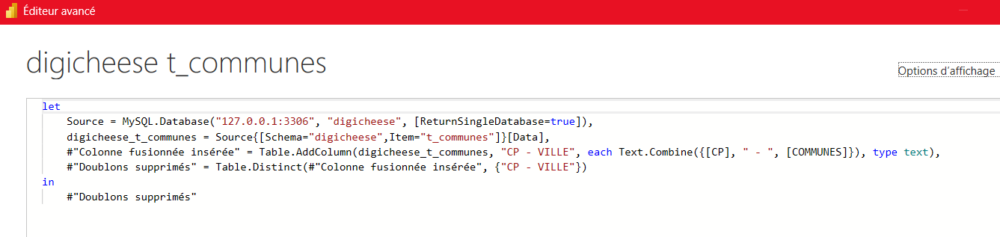 Éditeur avancé
digicheese t_communes
Options d’affichage
let
Source = MySQL.Database("127.0.0.1:3306", "digicheese", [ReturnSingleDatabase=true]),
digicheese_t_communes = Source{[Schema="digicheese",Item="t_communes"]}[Data],
#"Colonne fusionnée insérée" = Table.AddColumn(digicheese_t_communes, "CP - VILLE", each Text.Combine({[CP], " - ", [COMMUNES]}), type text),
#"Doublons supprimés" = Table.Distinct(#"Colonne fusionnée insérée", {"CP - VILLE"})
in
#"Doublons supprimés"